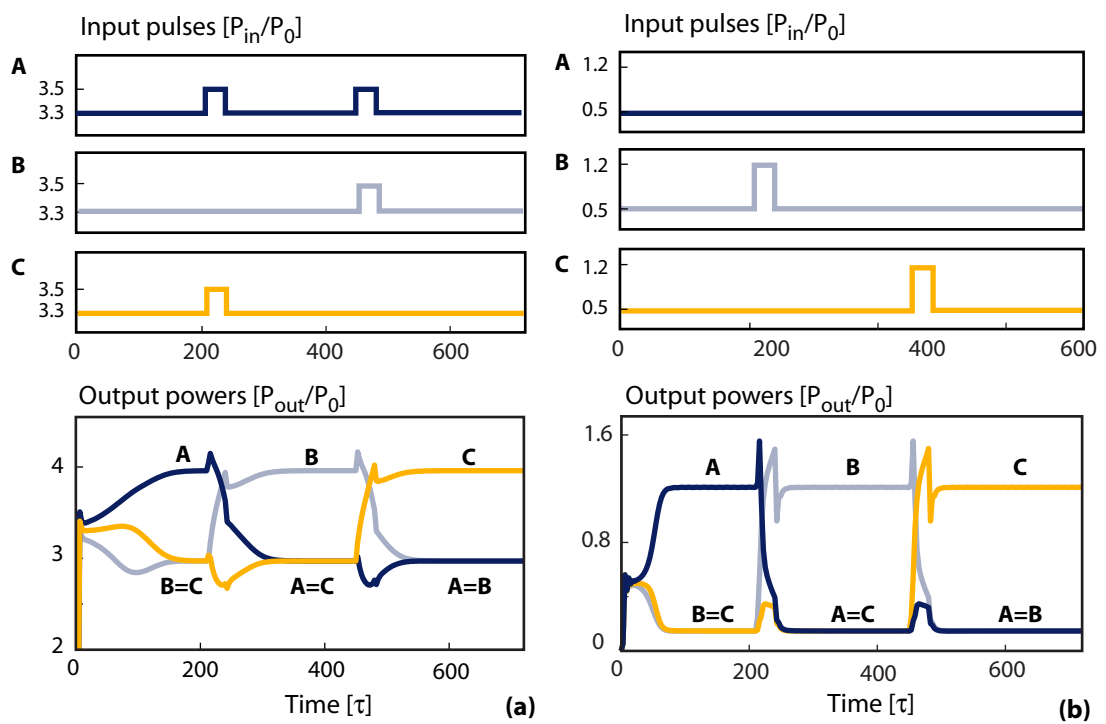 Input pulses [P_in/P_0]
A
3.5
3.3
B
3.5
3.3
C
3.5
3.3
0 200 400 600
Output powers [P_out/P_0]
4
3
2
A B C
B=C A=C A=B
0 200 400 600
Time [τ]
(a)
Input pulses [P_in/P_0]
A
1.2
0.5
B
1.2
0.5
C
1.2
0.5
0 200 400 600
Output powers [P_out/P_0]
1.6
0.8
0
A B C
B=C A=C A=B
0 200 400 600
Time [τ]
(b)